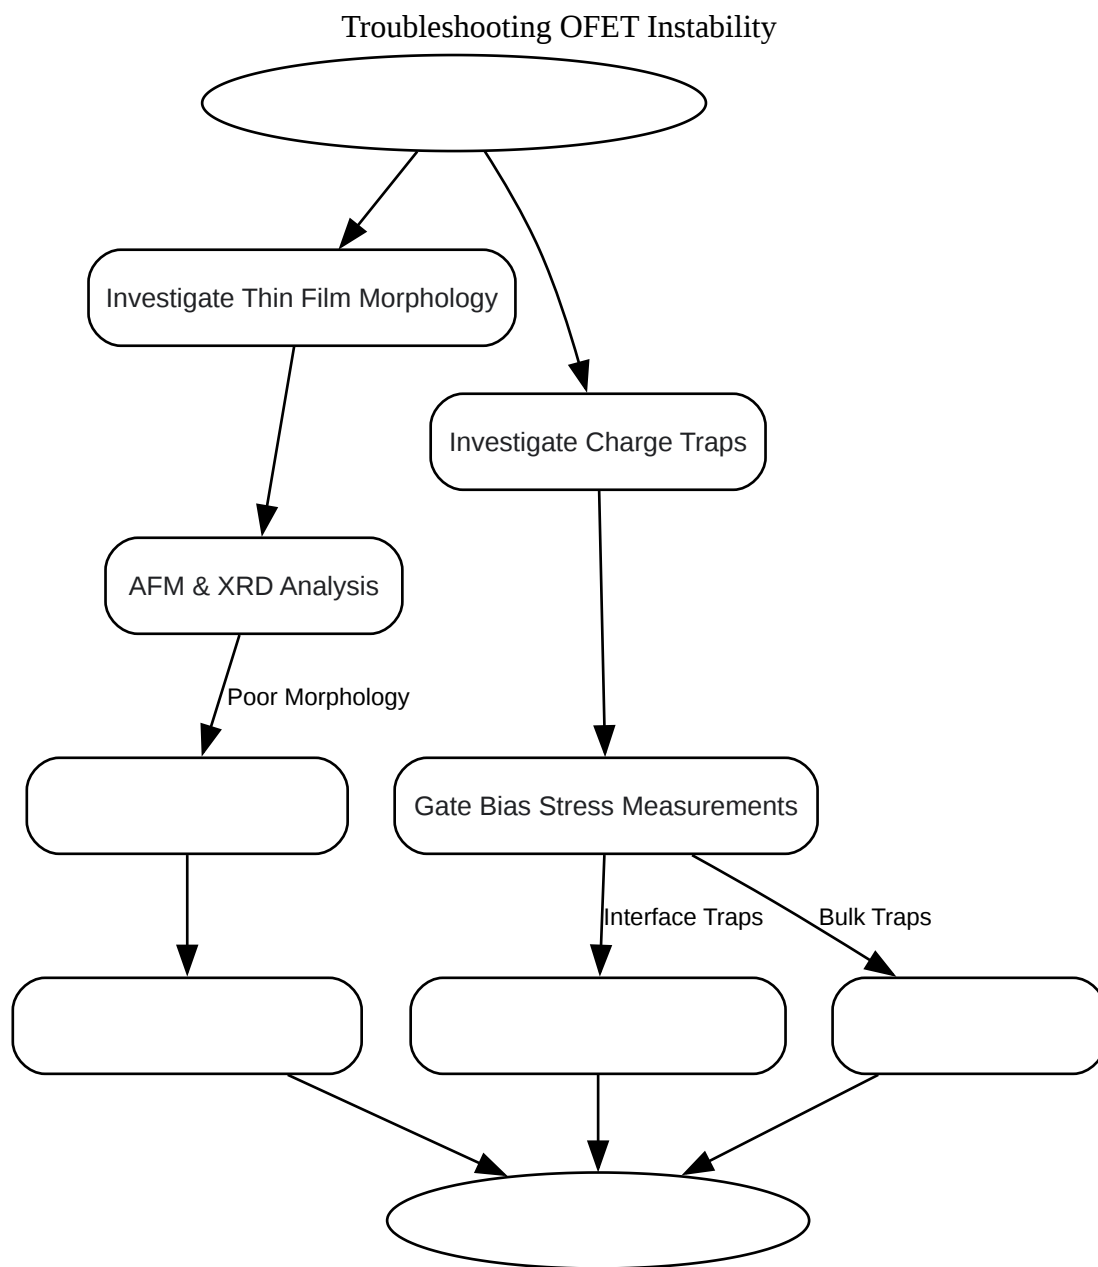 Troubleshooting OFET Instability
Investigate Thin Film Morphology
Investigate Charge Traps
AFM & XRD Analysis
Poor Morphology
Gate Bias Stress Measurements
Interface Traps
Bulk Traps